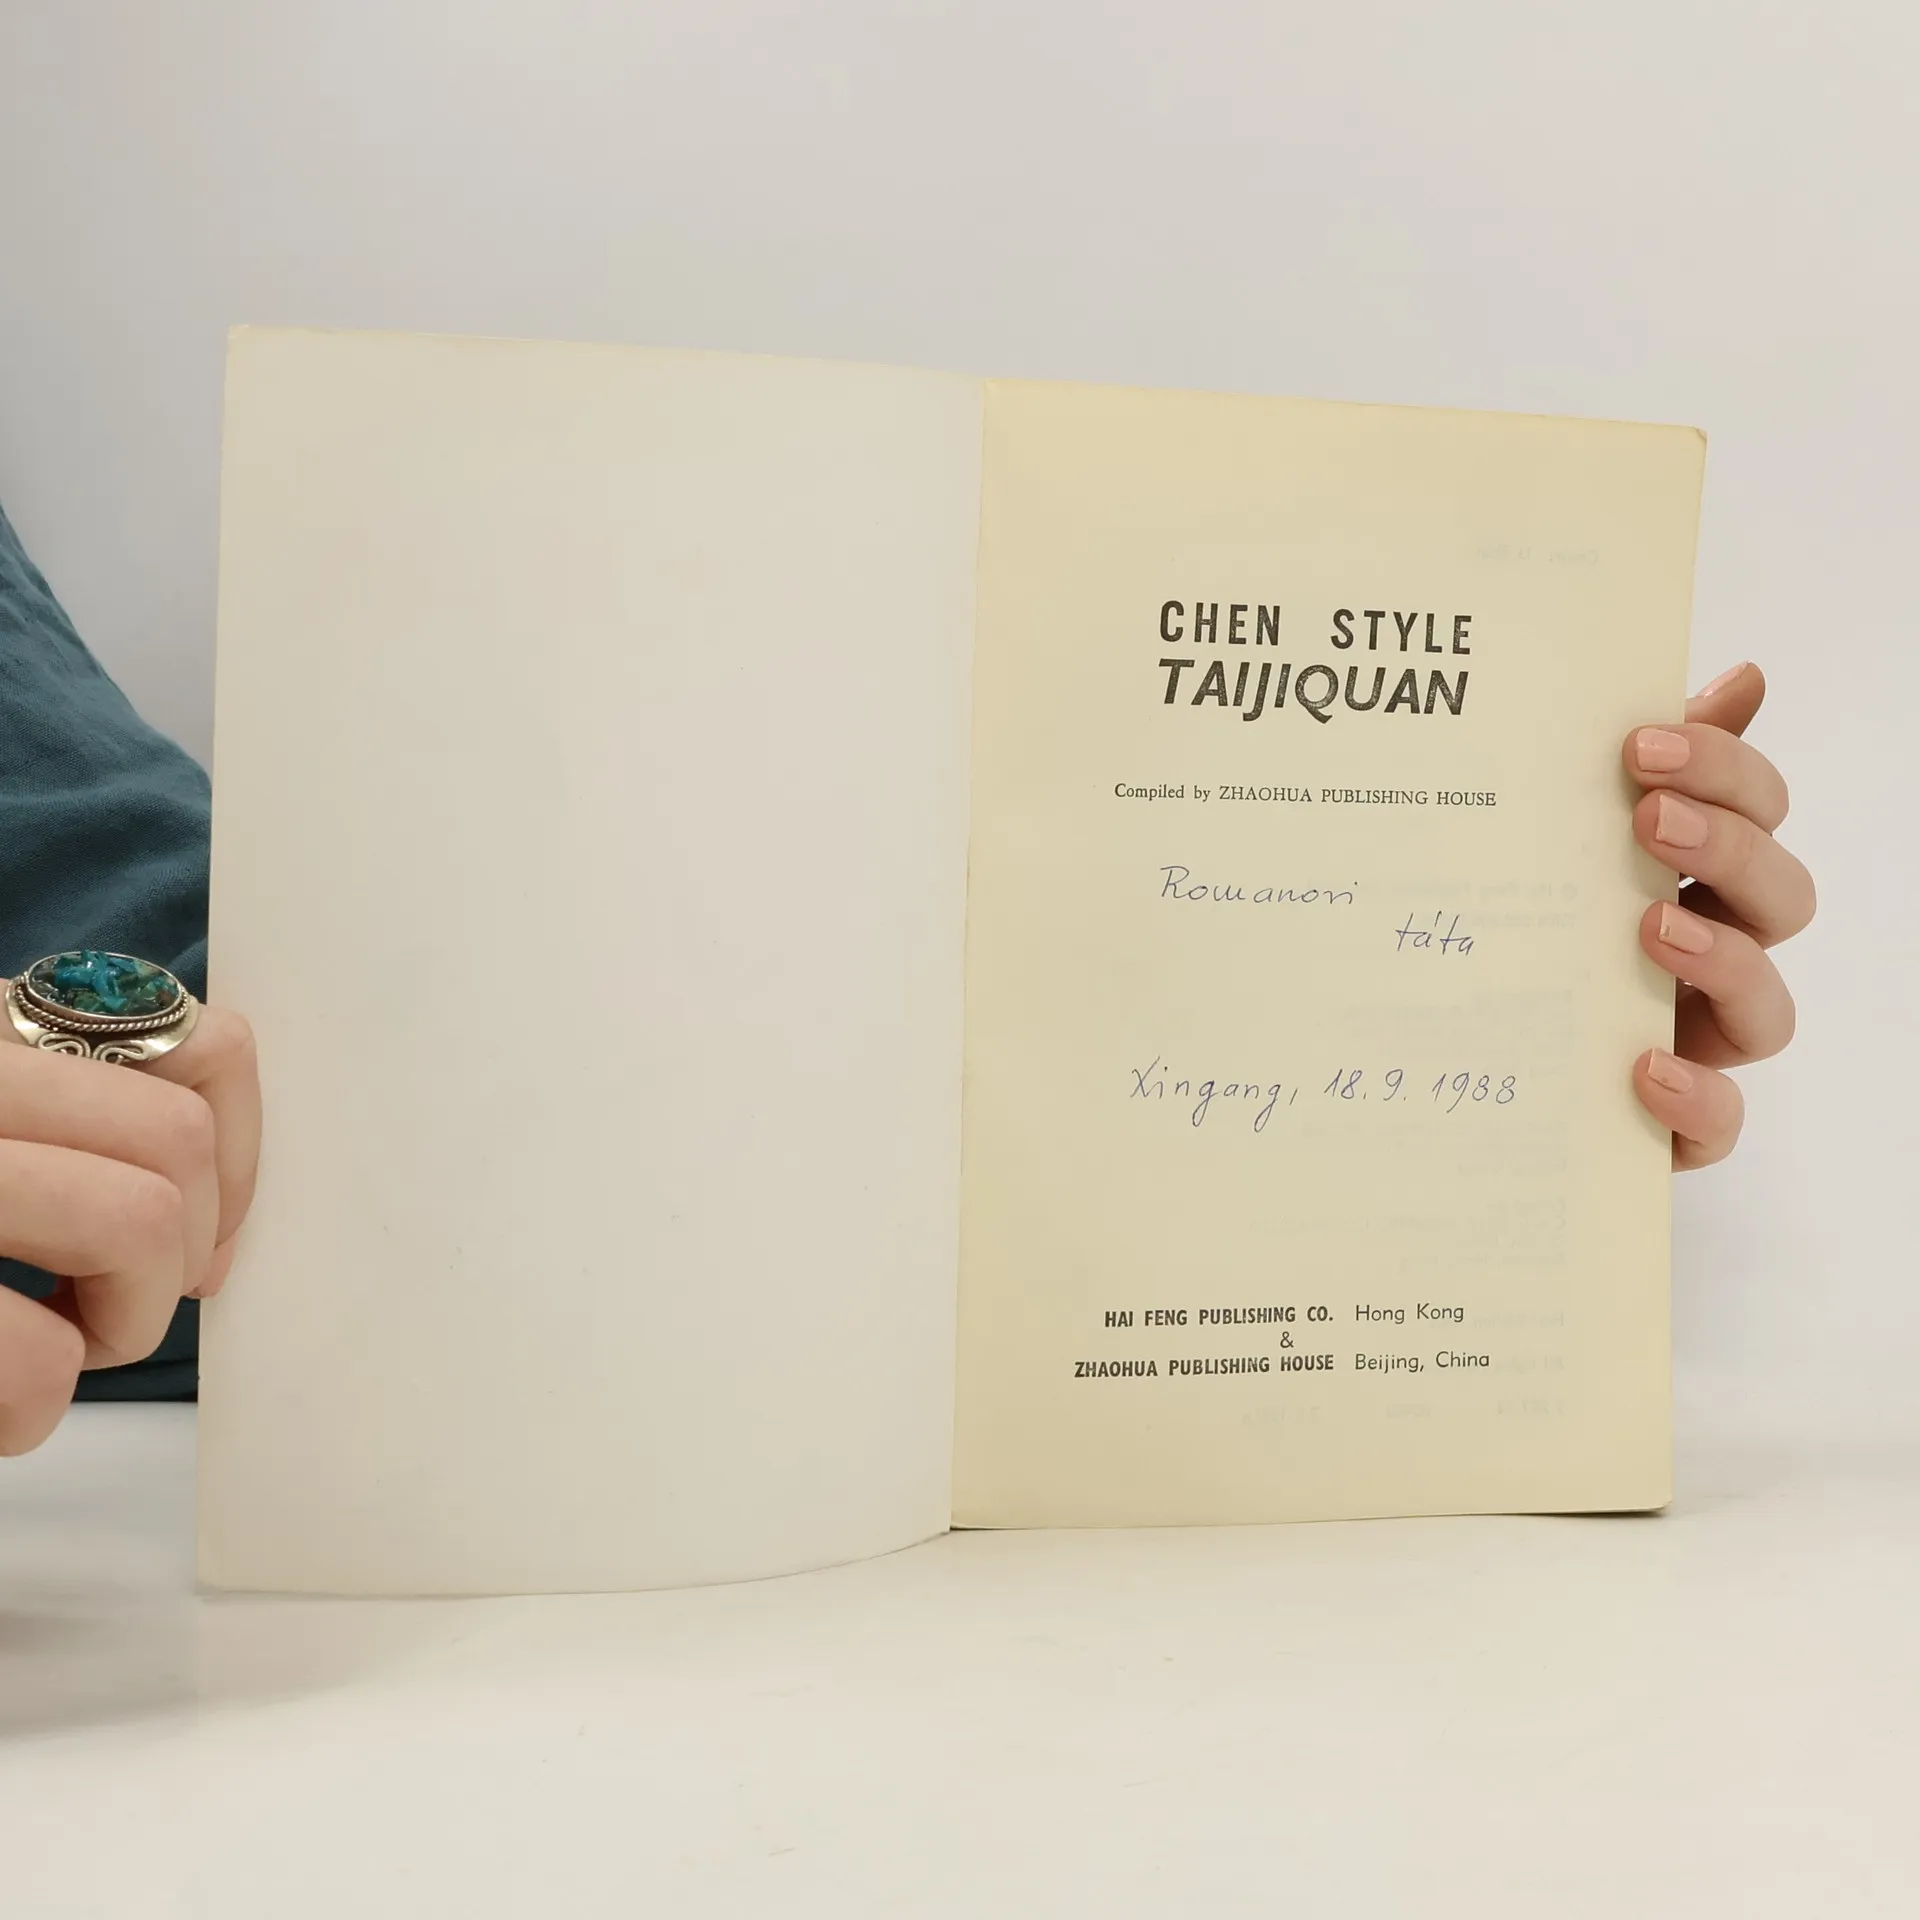 CHEN STYLE
TAIJIQUAN
Compiled by ZHAOHUA PUBLISHING HOUSE
Romanovi
táta
Xingang, 18. 9. 1988
HAI FENG PUBLISHING CO. Hong Kong
&
ZHAOHUA PUBLISHING HOUSE Beijing, China